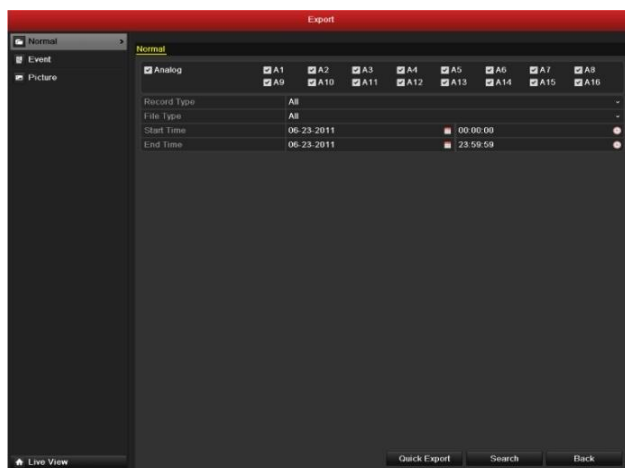 Export
Normal
Event
Picture
Live View
Normal
Analog A1 A2 A3 A4 A5 A6 A7 A8
A9 A10 A11 A12 A13 A14 A15 A16
Record Type All
File Type All
Start Time 06-23-2011 00:00:00
End Time 06-23-2011 23:59:59
Quick Export Search Back